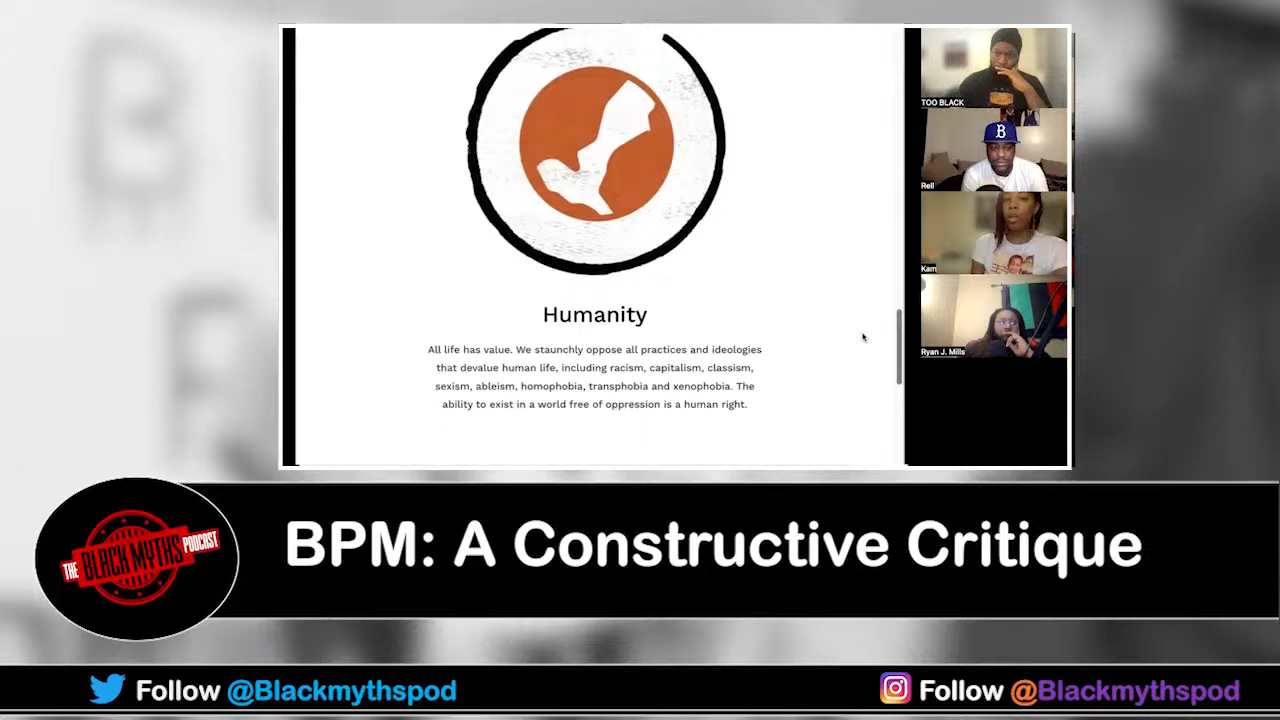 TOO BLACK
B
Rell
Kam
Ryan J. Mills
Humanity
All life has value. We staunchly oppose all practices and ideologies
that devalue human life, including racism, capitalism, classism,
sexism, ableism, homophobia, transphobia and xenophobia. The
ability to exist in a world free of oppression is a human right.
THE BLACK MYTHS PODCAST
BPM: A Constructive Critique
Follow @Blackmythspod
Follow @Blackmythspod